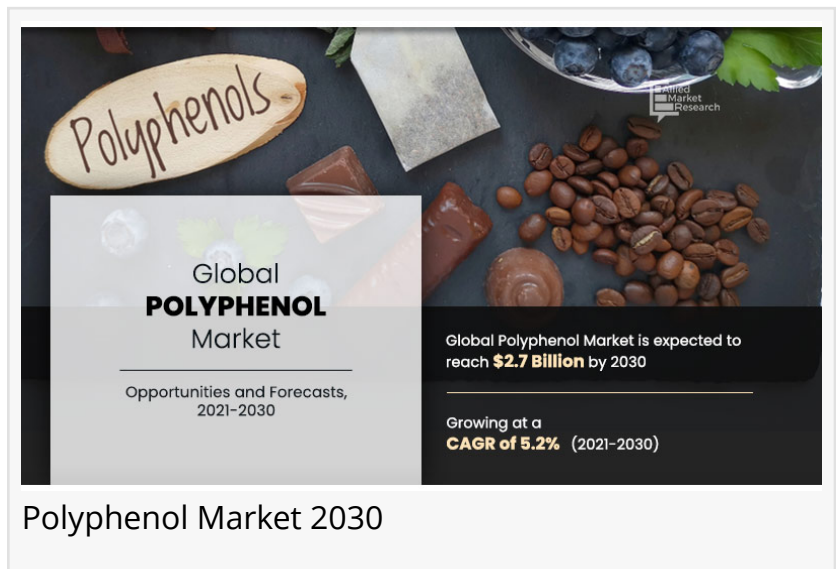 Polyphenols
Allied
Market
Research
Global
POLYPHENOL
Market
Opportunities and Forecasts,
2021-2030
Global Polyphenol Market is expected to
reach $2.7 Billion by 2030
Growing at a
CAGR of 5.2% (2021-2030)
Polyphenol Market 2030